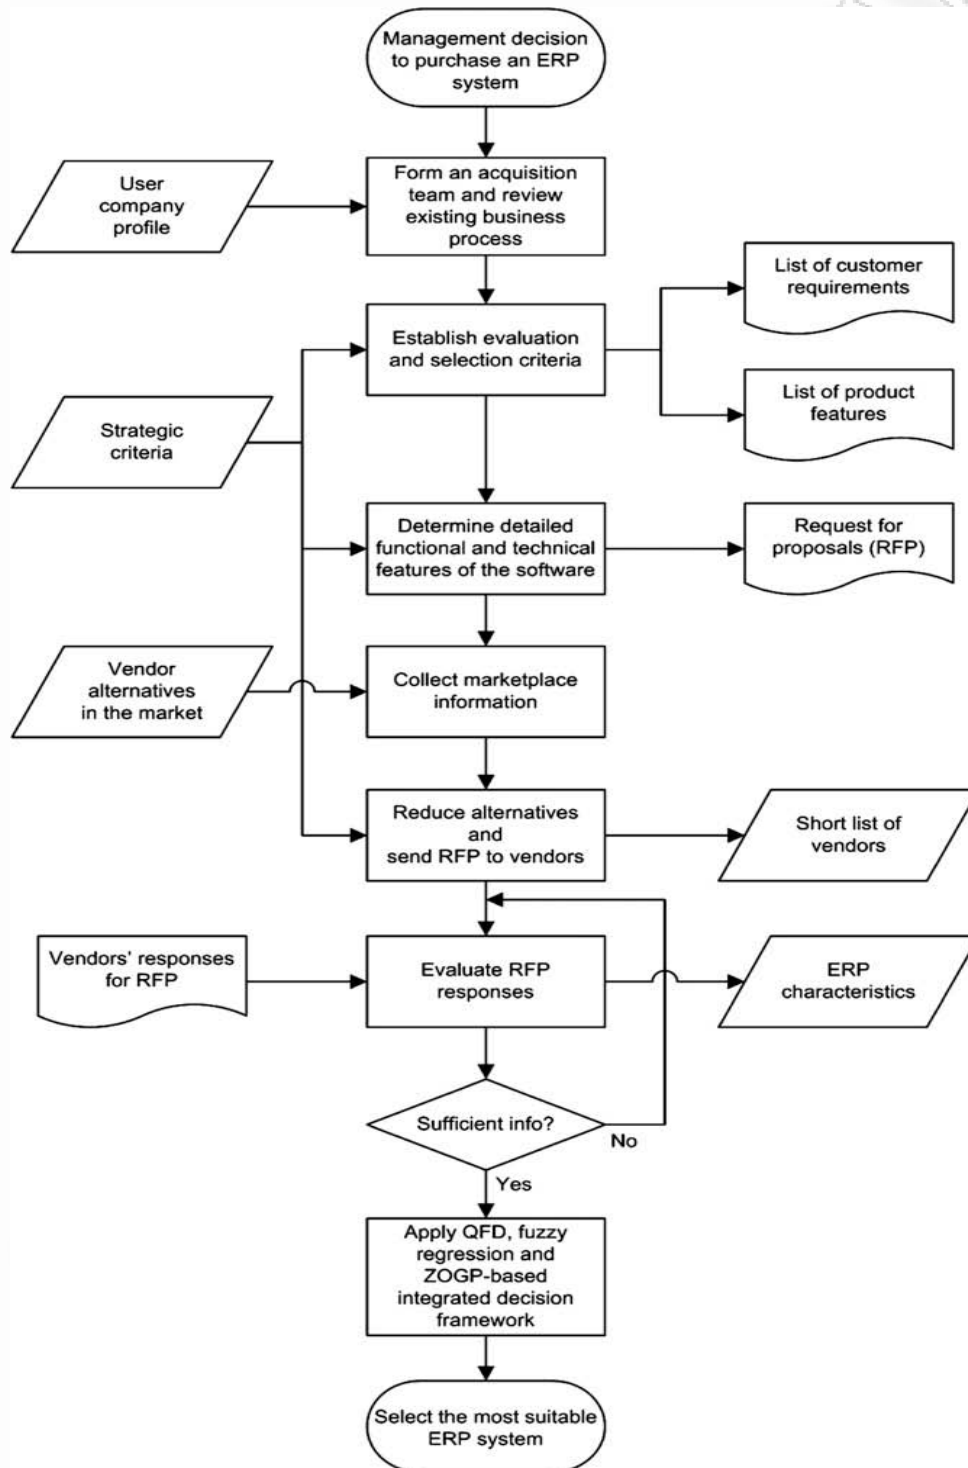 Management decision
to purchase an ERP
system
User
company
profile
Form an acquisition
team and review
existing business
process
List of customer
requirements
Establish evaluation
and selection criteria
List of product
features
Strategic
criteria
Determine detailed
functional and technical
features of the software
Request for
proposals (RFP)
Vendor
alternatives
in the market
Collect marketplace
information
Reduce alternatives
and
send RFP to vendors
Short list of
vendors
Vendors' responses
for RFP
Evaluate RFP
responses
ERP
characteristics
Sufficient info?
No
Yes
Apply QFD, fuzzy
regression and
ZOGP-based
integrated decision
framework
Select the most suitable
ERP system